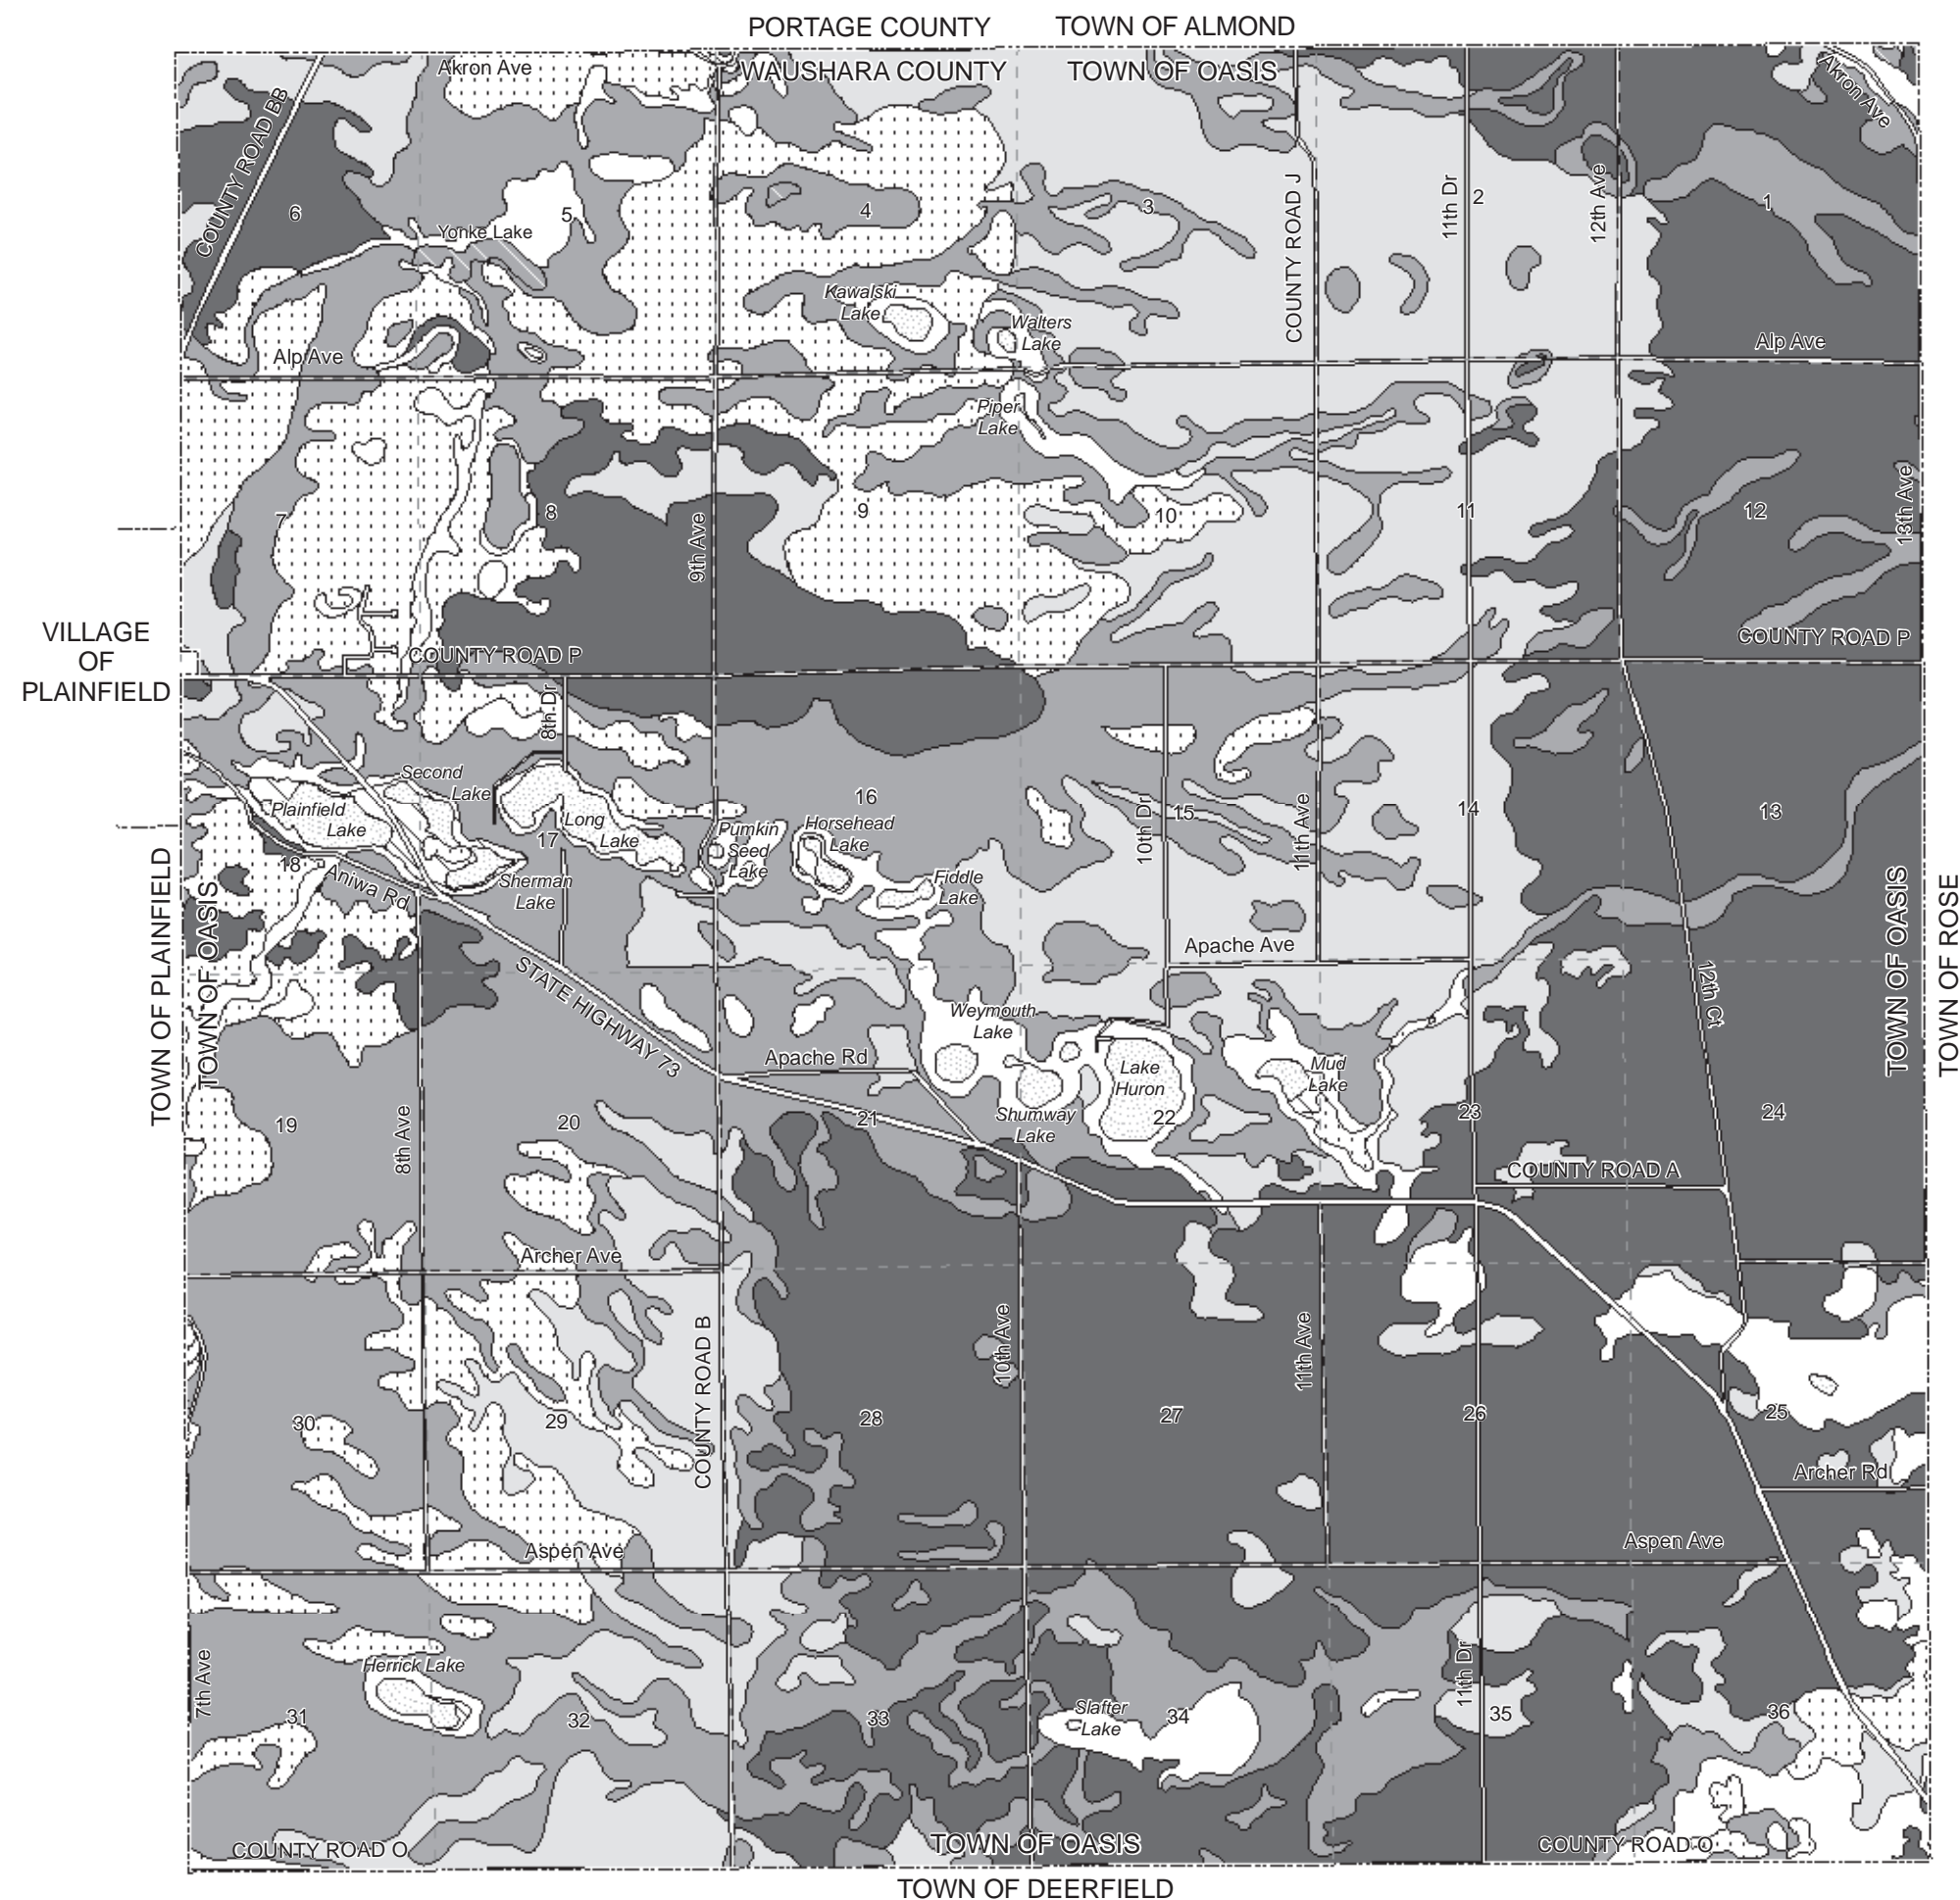 PORTAGE COUNTY
TOWN OF ALMOND
WAUSHARA COUNTY
TOWN OF OASIS
Akron Ave
Akron Ave
COUNTY ROAD BB
6
5
4
3
2
1
Yonke Lake
COUNTY ROAD J
11th Dr
12th Ave
Kawalski
Lake
Walters
Lake
Alp Ave
Alp Ave
Piper
Lake
7
8
9
10
11
12
9th Ave
13th Ave
VILLAGE
OF
PLAINFIELD
COUNTY ROAD P
COUNTY ROAD P
8th Dr
Second
Lake
Plainfield
Lake
Long
Lake
Pumkin
Seed
Lake
Horsehead
Lake
18
17
16
15
14
13
10th Dr
11th Ave
Aniwa Rd
Sherman
Lake
Fiddle
Lake
TOWN OF PLAINFIELD
TOWN OF OASIS
TOWN OF OASIS
TOWN OF ROSE
Apache Ave
STATE HIGHWAY 73
12th Ct
Weymouth
Lake
Apache Rd
Lake
Huron
Mud
Lake
Shumway
Lake
19
20
21
22
23
24
8th Ave
COUNTY ROAD A
Archer Ave
COUNTY ROAD B
10th Ave
11th Ave
30
29
28
27
26
25
Archer Rd
Aspen Ave
Aspen Ave
7th Ave
Herrick Lake
11th Dr
Slafter
Lake
31
32
33
34
35
36
COUNTY ROAD O
TOWN OF OASIS
COUNTY ROAD O
TOWN OF DEERFIELD